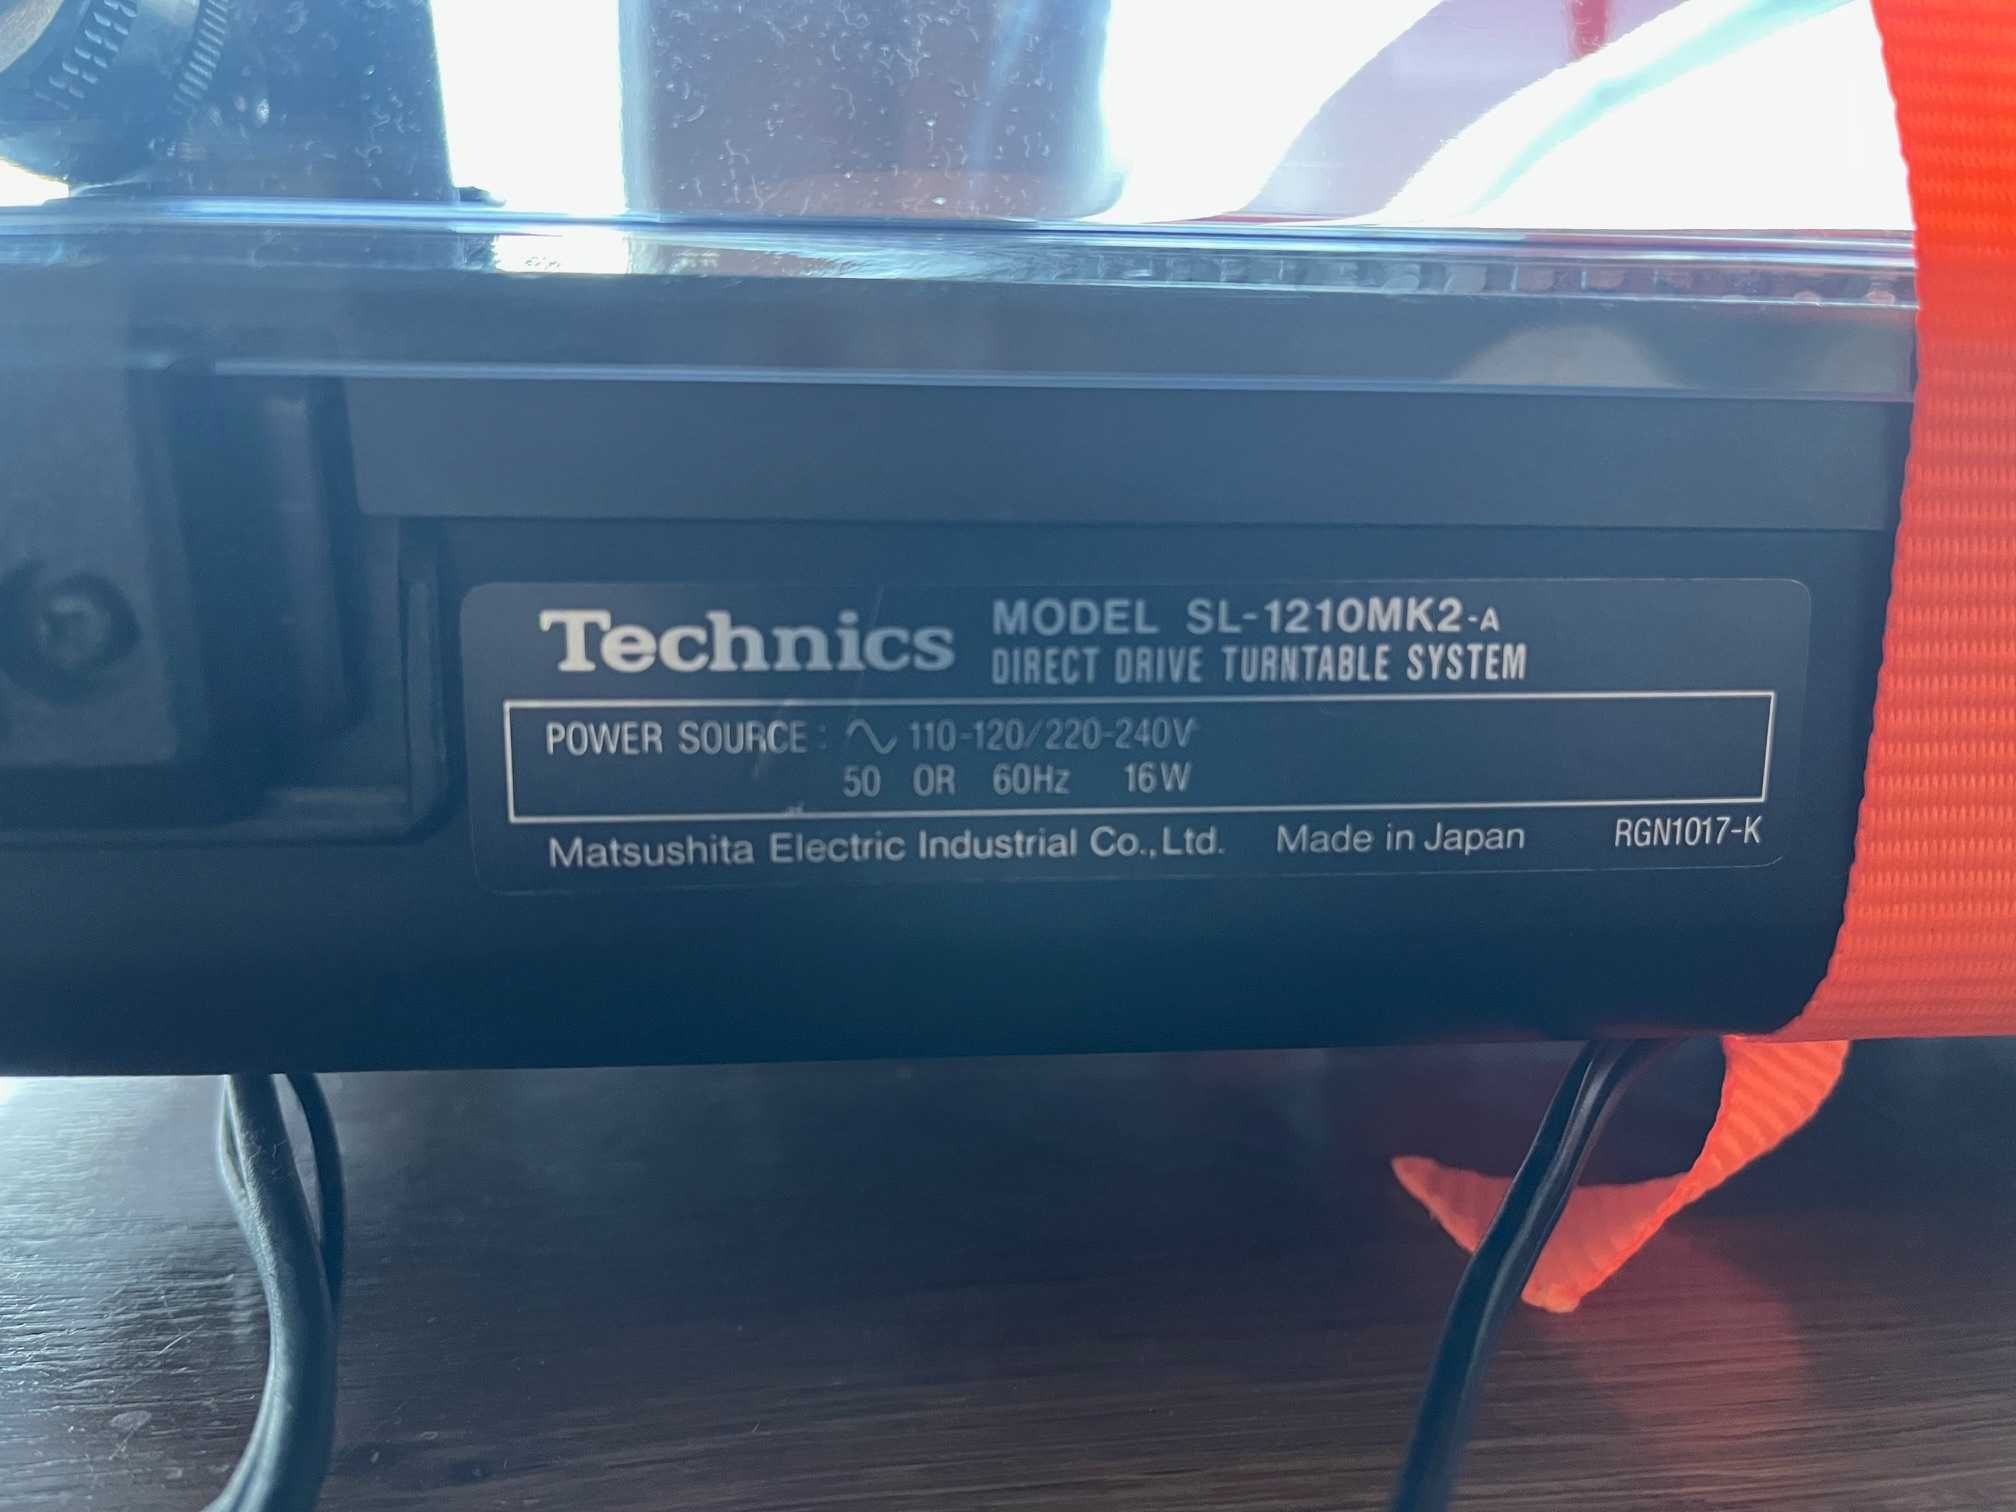 Technics MODEL SL-1210MK2-A
DIRECT DRIVE TURNTABLE SYSTEM
POWER SOURCE : ∿ 110-120/220-240V
50 OR 60Hz 16W
Matsushita Electric Industrial Co.,Ltd. Made in Japan RGN1017-K